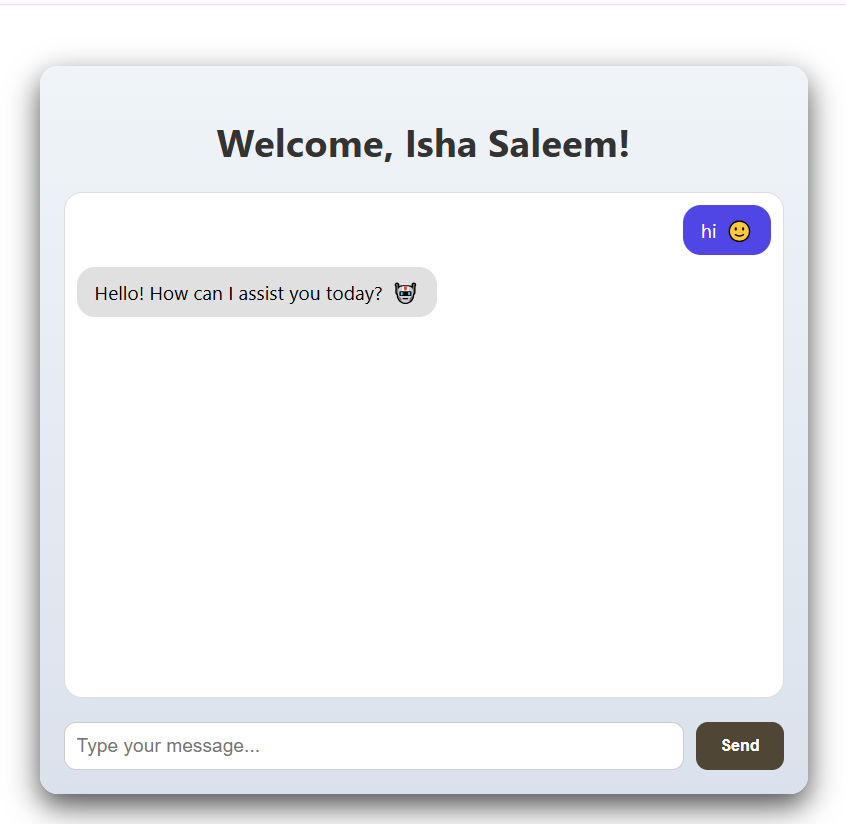 Welcome, Isha Saleem!
hi 🙂
Hello! How can I assist you today? 🤖
Type your message...
Send